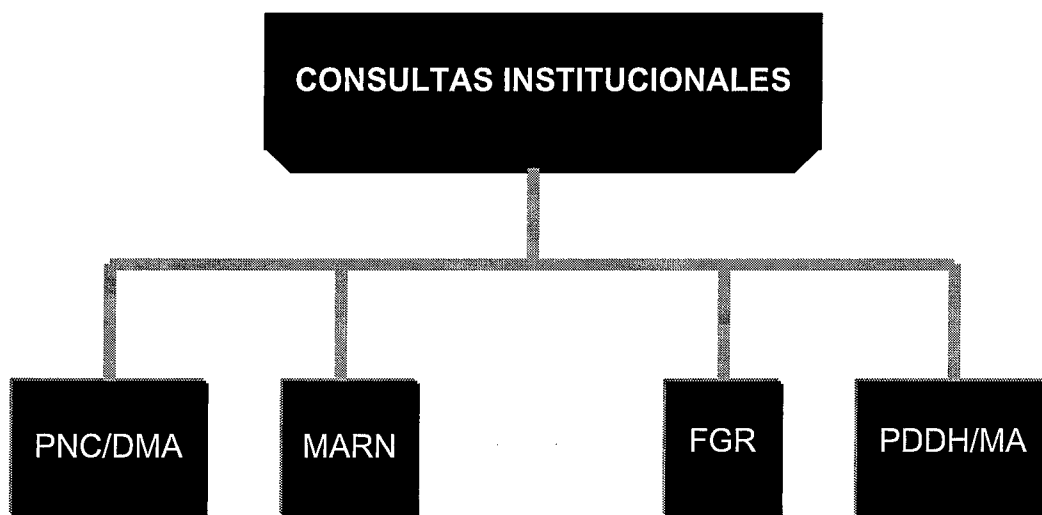 CONSULTAS INSTITUCIONALES
PNC/DMA
MARN
FGR
PDDH/MA